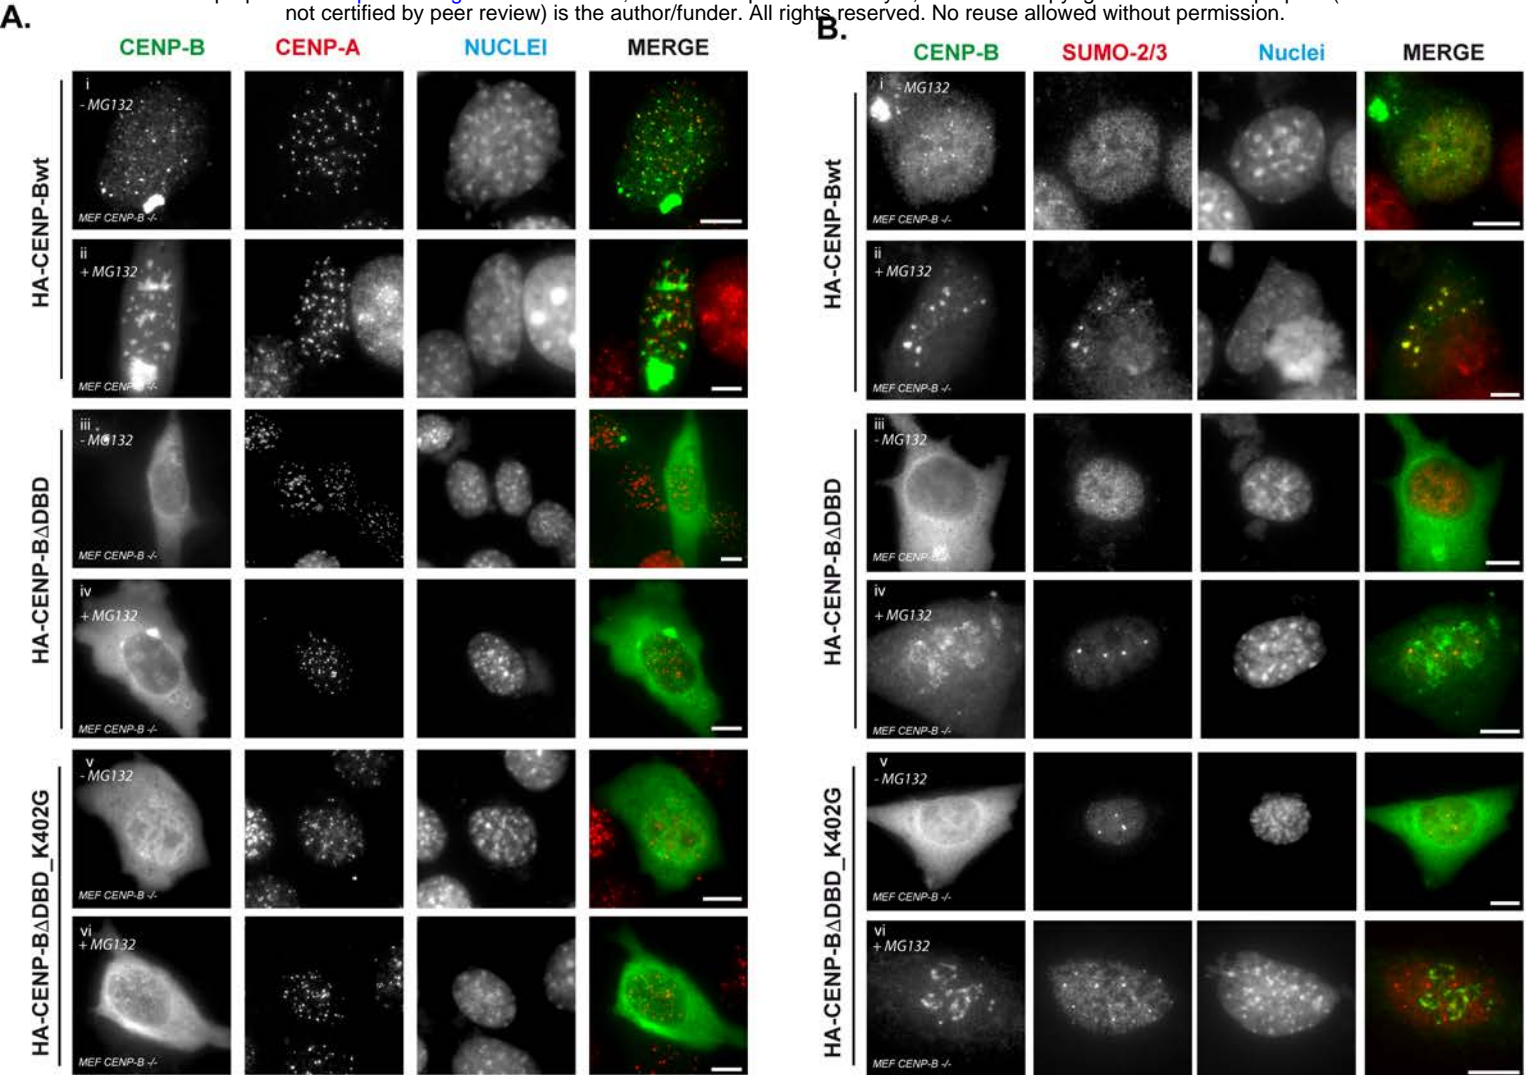 not certified by peer review) is the author/funder. All rights reserved. No reuse allowed without permission.
A.
CENP-B CENP-A NUCLEI MERGE
HA-CENP-Bwt
i
- MG132
MEF CENP-B -/-
ii
+ MG132
MEF CENP-B -/-
HA-CENP-BΔDBD
iii
- MG132
MEF CENP-B -/-
iv
+ MG132
MEF CENP-B -/-
HA-CENP-BΔDBD_K402G
v
- MG132
MEF CENP-B -/-
vi
+ MG132
MEF CENP-B -/-
B.
CENP-B SUMO-2/3 Nuclei MERGE
HA-CENP-Bwt
i - MG132
MEF CENP-B -/-
ii
+ MG132
MEF CENP-B -/-
HA-CENP-BΔDBD
iii
- MG132
MEF CENP-B -/-
iv
+ MG132
MEF CENP-B -/-
HA-CENP-BΔDBD_K402G
v
- MG132
MEF CENP-B -/-
vi
+ MG132
MEF CENP-B -/-